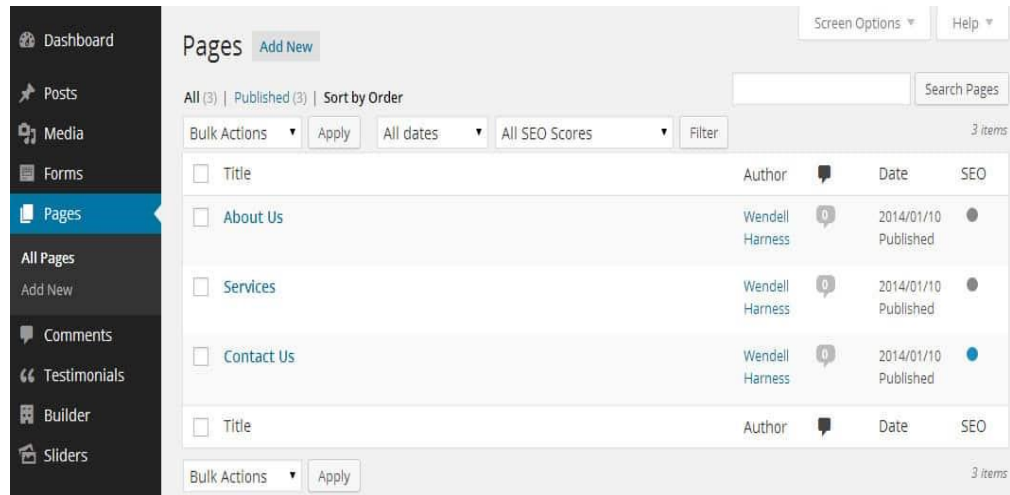 Dashboard
Posts
Media
Forms
Pages
All Pages
Add New
Comments
Testimonials
Builder
Sliders
Screen Options Help
Pages Add New
All (3) | Published (3) | Sort by Order
Search Pages
Bulk Actions Apply All dates All SEO Scores Filter 3 items
Title Author Date SEO
About Us Wendell 0 2014/01/10
Harness Published
Services Wendell 0 2014/01/10
Harness Published
Contact Us Wendell 0 2014/01/10
Harness Published
Title Author Date SEO
Bulk Actions Apply 3 items